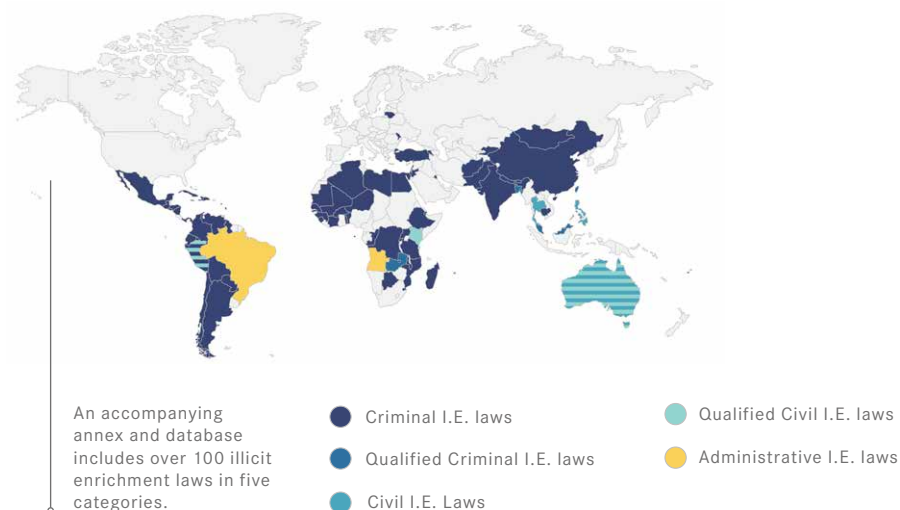 An accompanying
annex and database
includes over 100 illicit
enrichment laws in five
categories.
Criminal I.E. laws
Qualified Criminal I.E. laws
Civil I.E. Laws
Qualified Civil I.E. laws
Administrative I.E. laws